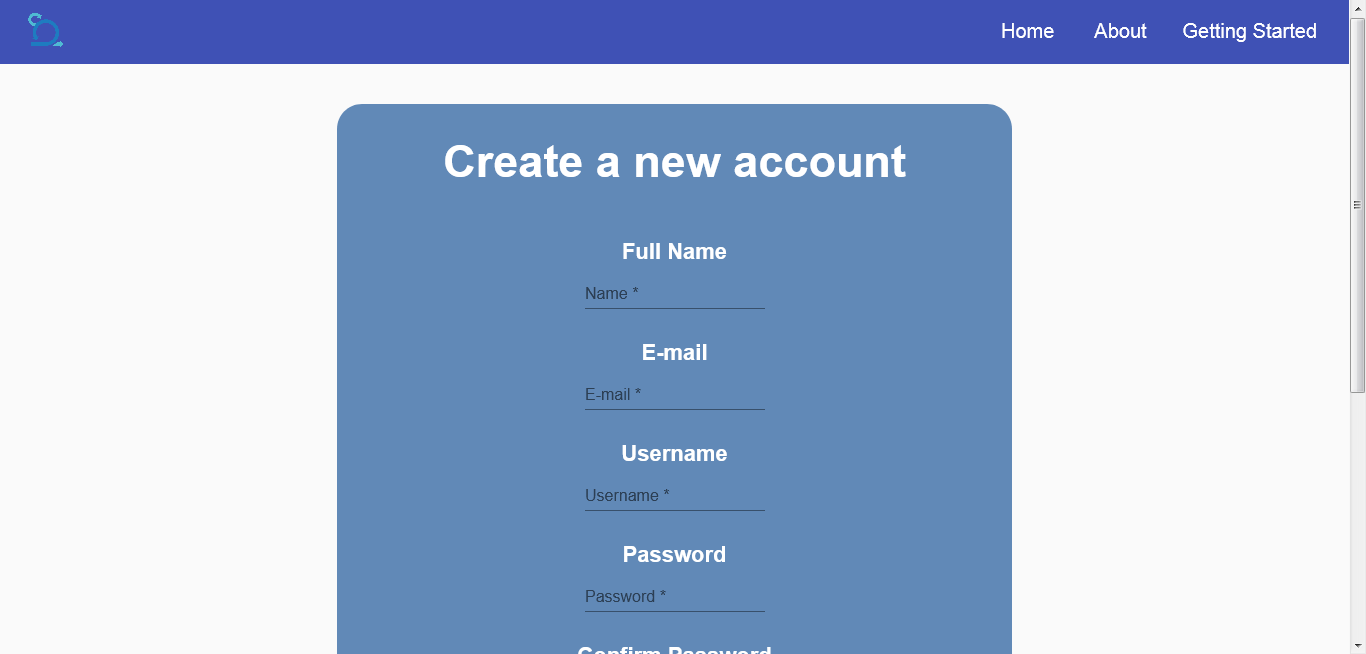 Home About Getting Started
Create a new account
Full Name
Name *
E-mail
E-mail *
Username
Username *
Password
Password *
Confirm Password